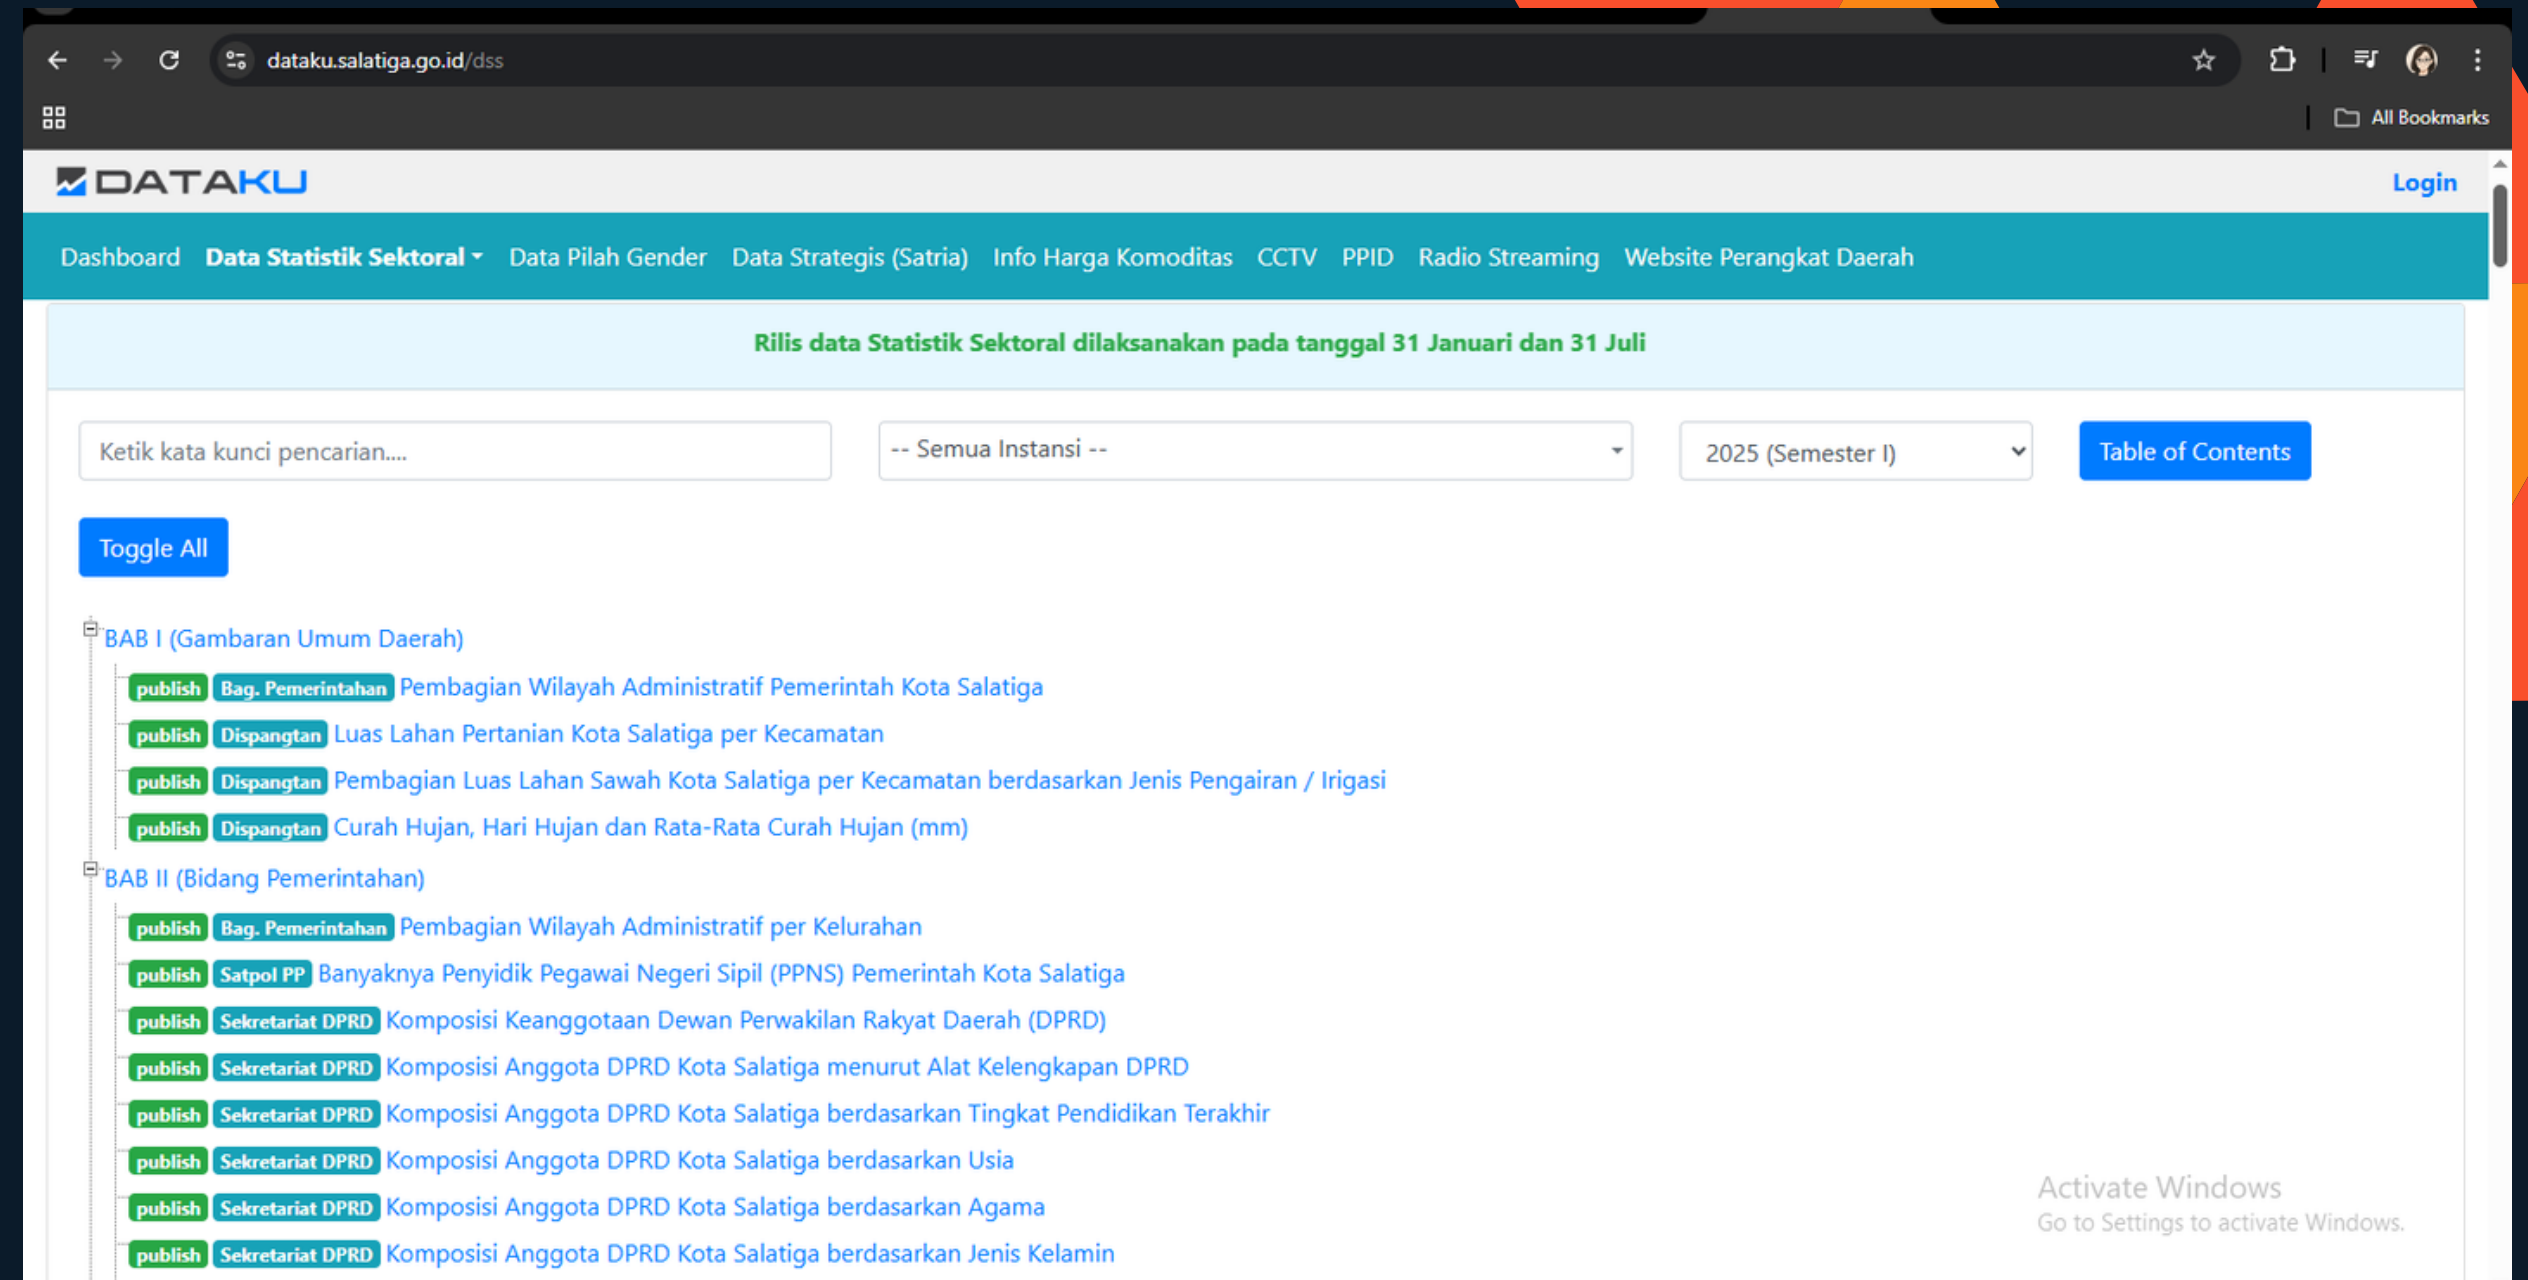 dataku.salatiga.go.id/dss
All Bookmarks
DATAKU
Login
Dashboard Data Statistik Sektoral Data Pilah Gender Data Strategis (Satria) Info Harga Komoditas CCTV PPID Radio Streaming Website Perangkat Daerah
Rilis data Statistik Sektoral dilaksanakan pada tanggal 31 Januari dan 31 Juli
Ketik kata kunci pencarian.... -- Semua Instansi -- 2025 (Semester I) Table of Contents
Toggle All
BAB I (Gambaran Umum Daerah)
publish Bag. Pemerintahan Pembagian Wilayah Administratif Pemerintah Kota Salatiga
publish Dispangtan Luas Lahan Pertanian Kota Salatiga per Kecamatan
publish Dispangtan Pembagian Luas Lahan Sawah Kota Salatiga per Kecamatan berdasarkan Jenis Pengairan / Irigasi
publish Dispangtan Curah Hujan, Hari Hujan dan Rata-Rata Curah Hujan (mm)
BAB II (Bidang Pemerintahan)
publish Bag. Pemerintahan Pembagian Wilayah Administratif per Kelurahan
publish Satpol PP Banyaknya Penyidik Pegawai Negeri Sipil (PPNS) Pemerintah Kota Salatiga
publish Sekretariat DPRD Komposisi Keanggotaan Dewan Perwakilan Rakyat Daerah (DPRD)
publish Sekretariat DPRD Komposisi Anggota DPRD Kota Salatiga menurut Alat Kelengkapan DPRD
publish Sekretariat DPRD Komposisi Anggota DPRD Kota Salatiga berdasarkan Tingkat Pendidikan Terakhir
publish Sekretariat DPRD Komposisi Anggota DPRD Kota Salatiga berdasarkan Usia
publish Sekretariat DPRD Komposisi Anggota DPRD Kota Salatiga berdasarkan Agama
publish Sekretariat DPRD Komposisi Anggota DPRD Kota Salatiga berdasarkan Jenis Kelamin
Activate Windows
Go to Settings to activate Windows.